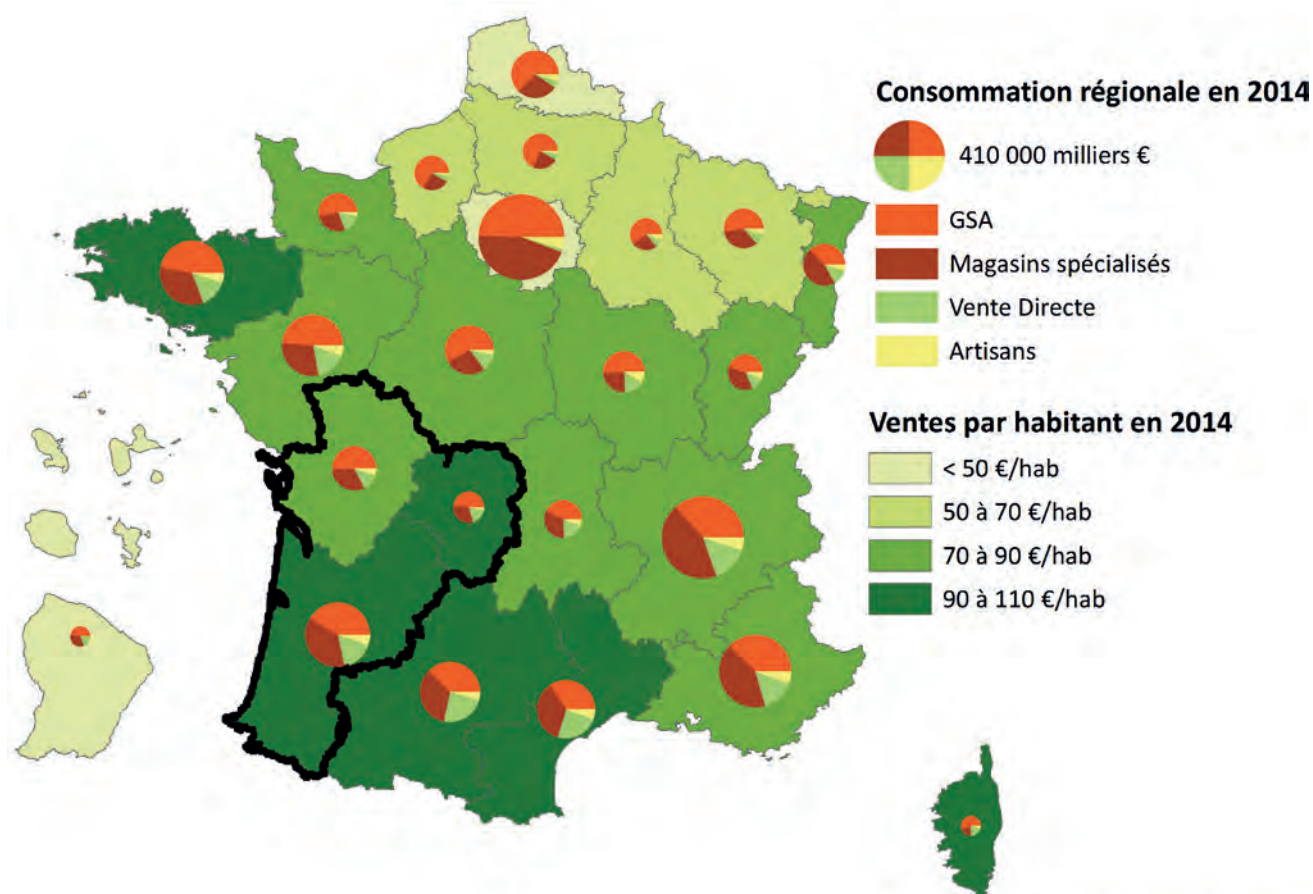 Consommation régionale en 2014
410 000 milliers €
GSA
Magasins spécialisés
Vente Directe
Artisans
Ventes par habitant en 2014
< 50 €/hab
50 à 70 €/hab
70 à 90 €/hab
90 à 110 €/hab